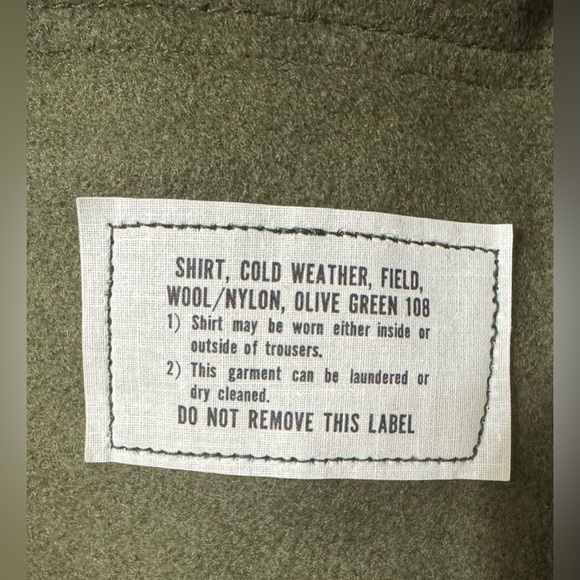 SHIRT, COLD WEATHER, FIELD,
WOOL/NYLON, OLIVE GREEN 108
1) Shirt may be worn either inside or
outside of trousers.
2) This garment can be laundered or
dry cleaned.
DO NOT REMOVE THIS LABEL